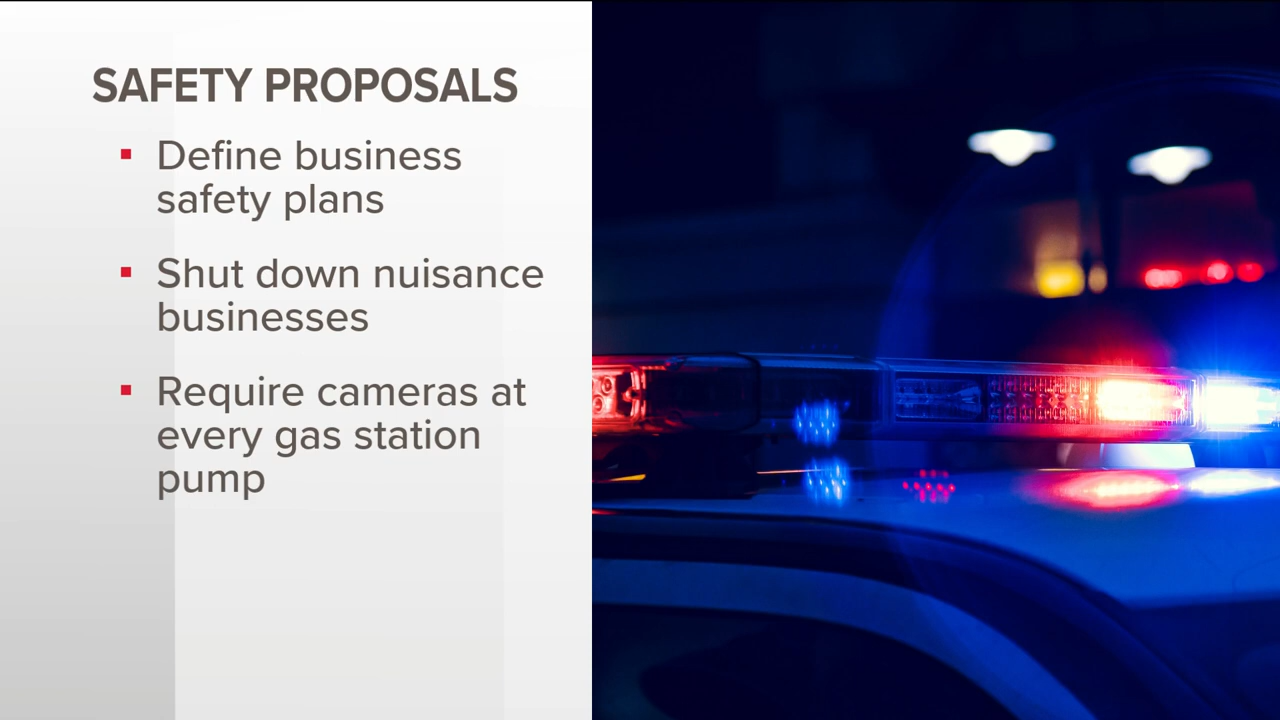 SAFETY PROPOSALS
Define business
safety plans
Shut down nuisance
businesses
Require cameras at
every gas station
pump